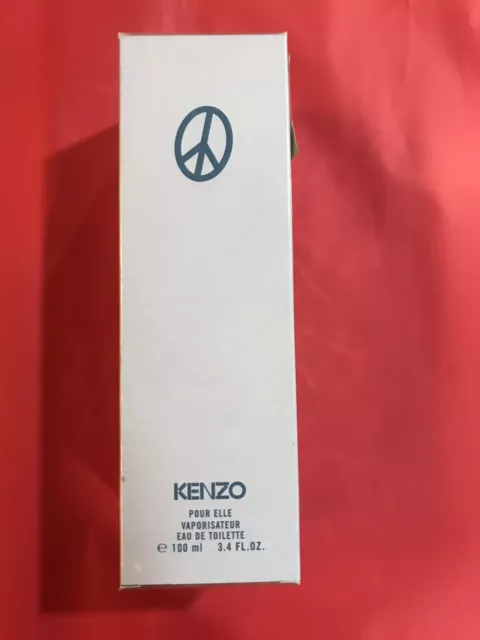 KENZO
POUR ELLE
VAPORISATEUR
EAU DE TOILETTE
℮ 100 ml 3.4 FL.OZ.